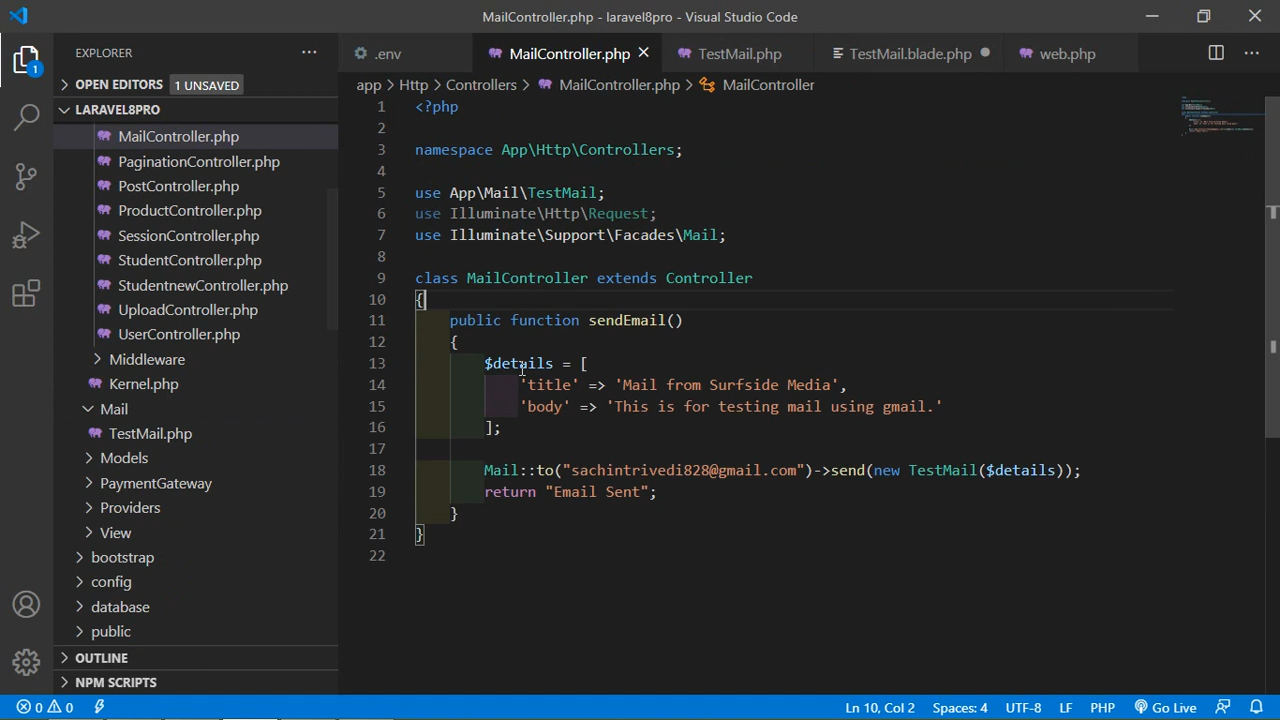 MailController.php - laravel8pro - Visual Studio Code
EXPLORER
.env
MailController.php
TestMail.php
TestMail.blade.php
web.php
1
OPEN EDITORS 1 UNSAVED
app > Http > Controllers > MailController.php > MailController
LARAVEL8PRO
MailController.php
PaginationController.php
PostController.php
ProductController.php
SessionController.php
StudentController.php
StudentnewController.php
UploadController.php
UserController.php
Middleware
Kernel.php
Mail
TestMail.php
Models
PaymentGateway
Providers
View
bootstrap
config
database
public
OUTLINE
NPM SCRIPTS
1 <?php
2
3 namespace App\Http\Controllers;
4
5 use App\Mail\TestMail;
6 use Illuminate\Http\Request;
7 use Illuminate\Support\Facades\Mail;
8
9 class MailController extends Controller
10 {
11 public function sendEmail()
12 {
13 $details = [
14 'title' => 'Mail from Surfside Media',
15 'body' => 'This is for testing mail using gmail.'
16 ];
17
18 Mail::to("sachintrivedi828@gmail.com")->send(new TestMail($details));
19 return "Email Sent";
20 }
21 }
22
0 0 Ln 10, Col 2 Spaces: 4 UTF-8 LF PHP Go Live